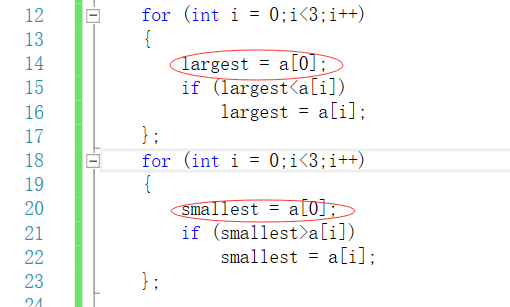 12 for (int i = 0;i<3;i++)
13 {
14 largest = a[0];
15 if (largest<a[i])
16 largest = a[i];
17 };
18 for (int i = 0;i<3;i++)
19 {
20 smallest = a[0];
21 if (smallest>a[i])
22 smallest = a[i];
23 };
24